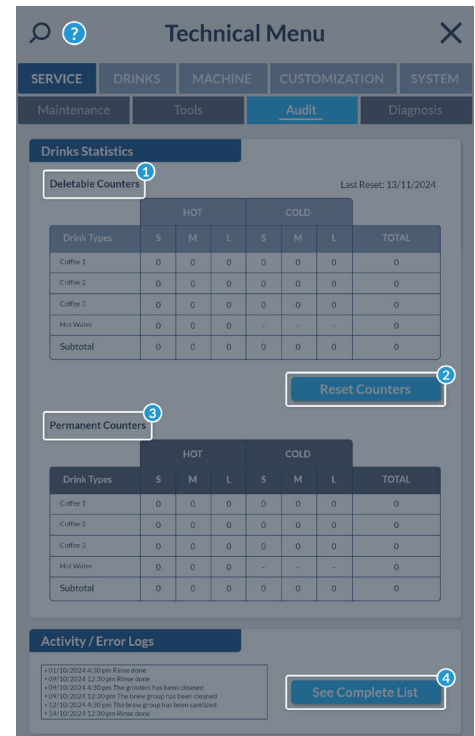 ? Technical Menu
SERVICE DRINKS MACHINE CUSTOMIZATION SYSTEM
Maintenance Tools Audit Diagnosis
Drinks Statistics
1
Deletable Counters Last Reset: 13/11/2024
HOT COLD
Drink Types S M L S M L TOTAL
Coffee 1 0 0 0 0 0 0 0
Coffee 2 0 0 0 0 0 0 0
Coffee 3 0 0 0 0 0 0 0
Hot Water 0 0 0 - - - 0
Subtotal 0 0 0 0 0 0 0
2
Reset Counters
3
Permanent Counters
HOT COLD
Drink Types S M L S M L TOTAL
Coffee 1 0 0 0 0 0 0 0
Coffee 2 0 0 0 0 0 0 0
Coffee 3 0 0 0 0 0 0 0
Hot Water 0 0 0 - - - 0
Subtotal 0 0 0 0 0 0 0
Activity / Error Logs
• 01/10/2024 4:30 pm Rinse done
• 09/10/2024 12:30 pm Rinse done
• 09/10/2024 4:30 pm The grinders has been cleaned
• 09/10/2024 12:30 pm The brew group has been cleaned
• 12/10/2024 4:30 pm The brew group has been sanitized
• 14/10/2024 12:30 pm Rinse done
4
See Complete List